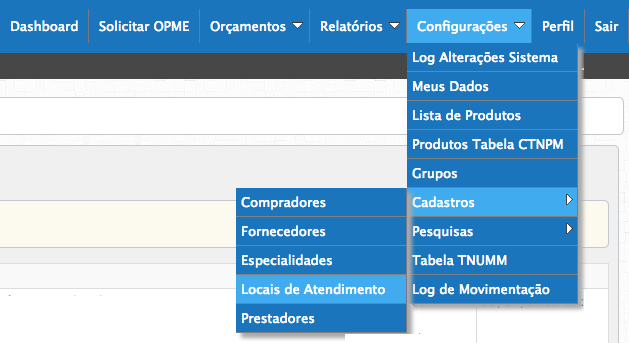 Dashboard Solicitar OPME Orçamentos Relatórios Configurações Perfil Sair
Log Alterações Sistema
Meus Dados
Lista de Produtos
Produtos Tabela CTNPM
Grupos
Cadastros
Pesquisas
Tabela TNUMM
Log de Movimentação
Compradores
Fornecedores
Especialidades
Locais de Atendimento
Prestadores